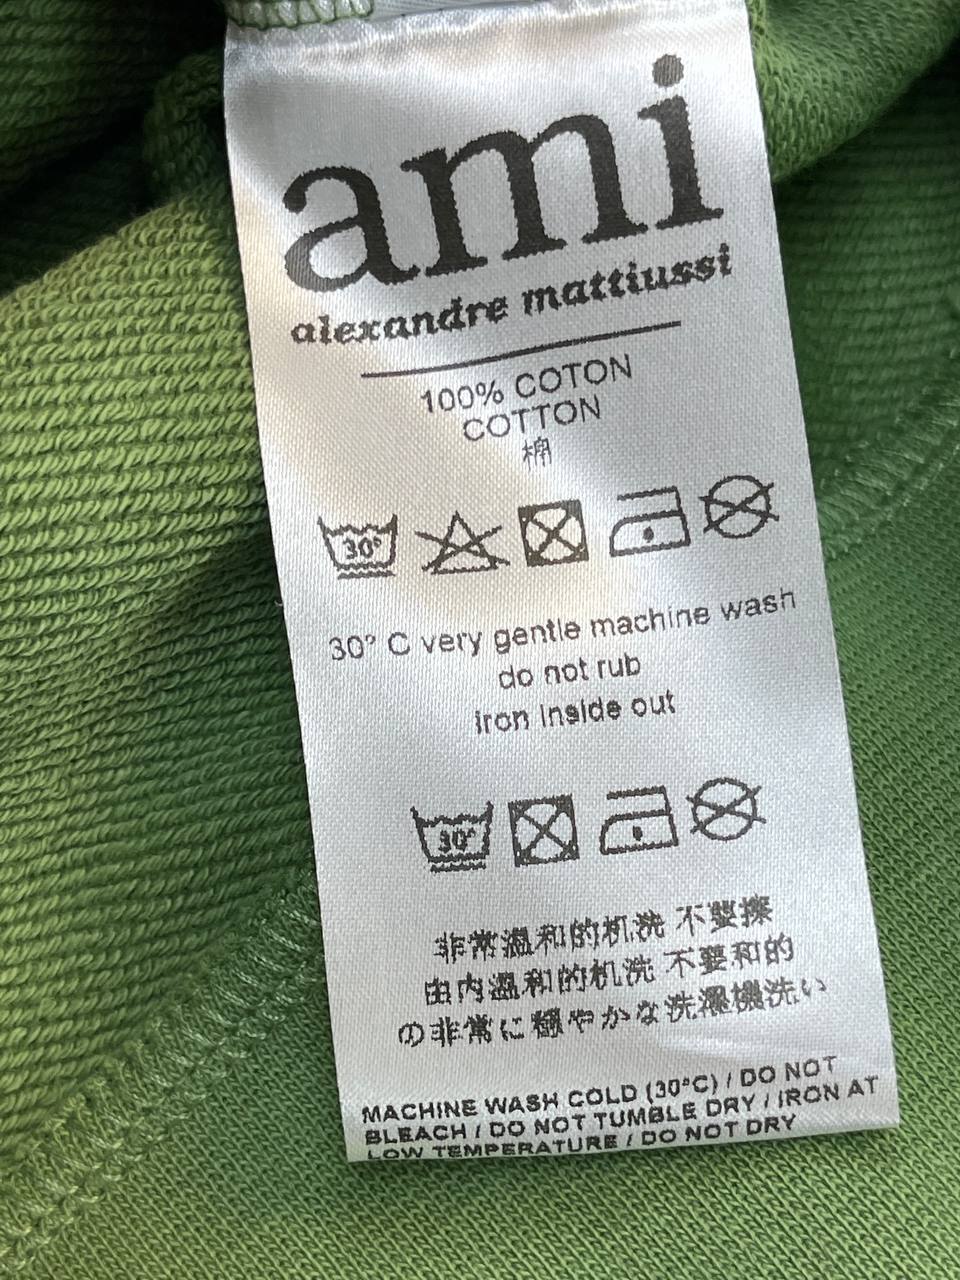 ami
alexandre mattiussi
100% COTON
COTTON
棉
30°
30° C very gentle machine wash
do not rub
iron inside out
30°
非常温和的机洗 不要擦
由内温和的机洗 不要和的
の非常に穏やかな洗濯機洗い
MACHINE WASH COLD (30°C) / DO NOT
BLEACH / DO NOT TUMBLE DRY / IRON AT
LOW TEMPERATURE / DO NOT DRY